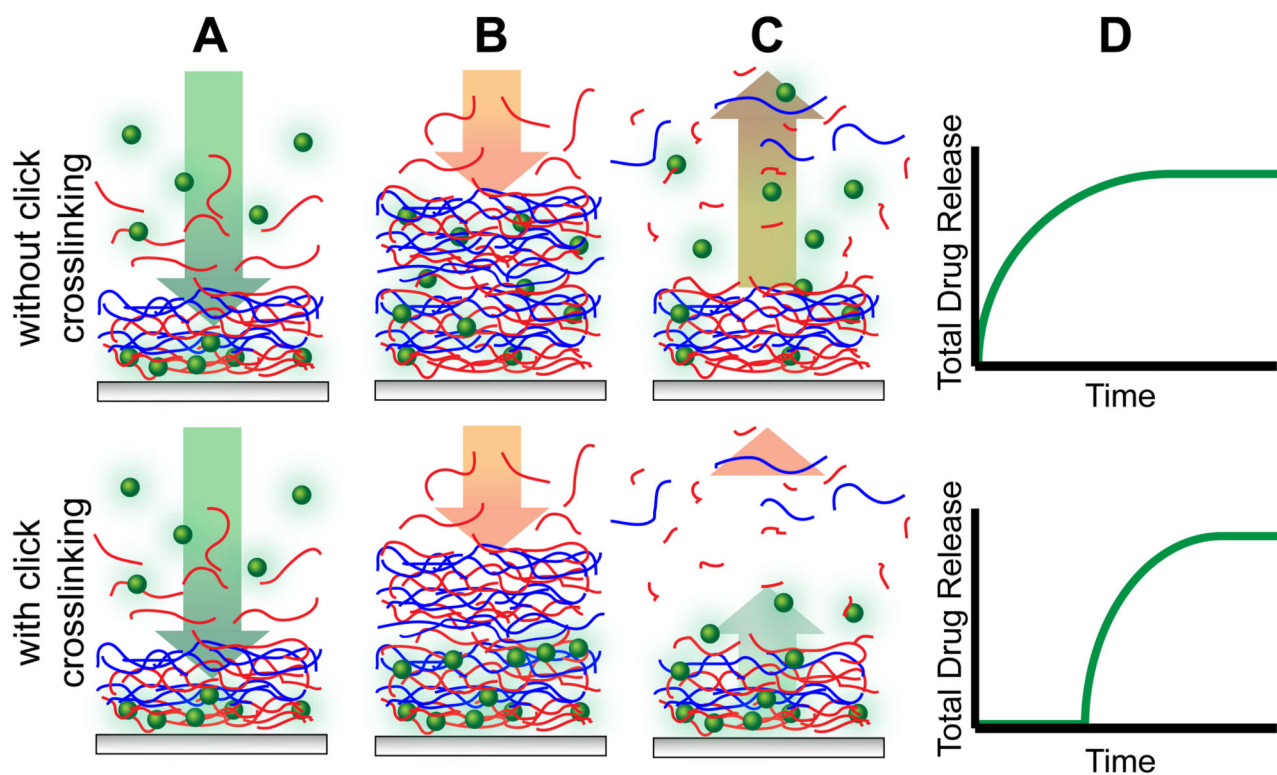 A
B
C
D
without click
crosslinking
Total Drug Release
Time
with click
crosslinking
Total Drug Release
Time